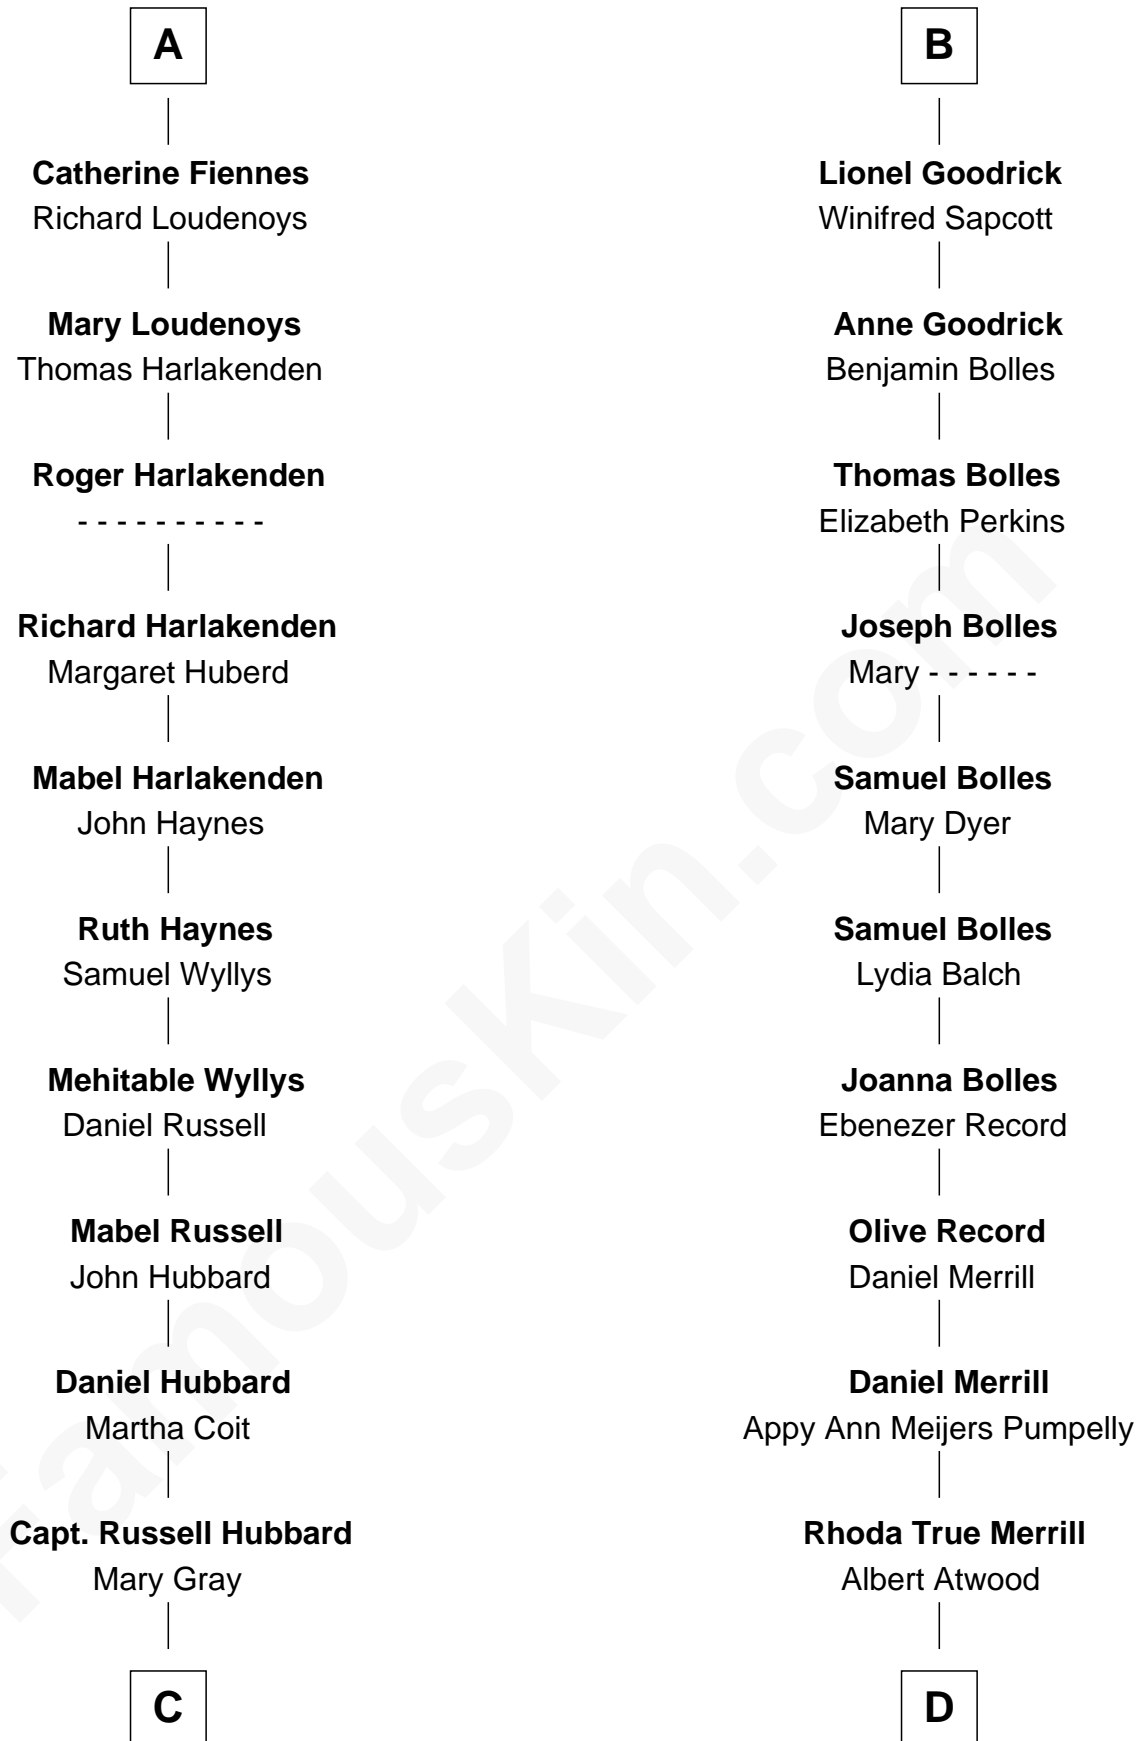 A
Catherine Fiennes
Richard Loudenoys
Mary Loudenoys
Thomas Harlakenden
Roger Harlakenden
- - - - - - - - - -
Richard Harlakenden
Margaret Huberd
Mabel Harlakenden
John Haynes
Ruth Haynes
Samuel Wyllys
Mehitable Wyllys
Daniel Russell
Mabel Russell
John Hubbard
Daniel Hubbard
Martha Coit
Capt. Russell Hubbard
Mary Gray
C
B
Lionel Goodrick
Winifred Sapcott
Anne Goodrick
Benjamin Bolles
Thomas Bolles
Elizabeth Perkins
Joseph Bolles
Mary - - - - - -
Samuel Bolles
Mary Dyer
Samuel Bolles
Lydia Balch
Joanna Bolles
Ebenezer Record
Olive Record
Daniel Merrill
Daniel Merrill
Appy Ann Meijers Pumpelly
Rhoda True Merrill
Albert Atwood
D
FamousKin.com